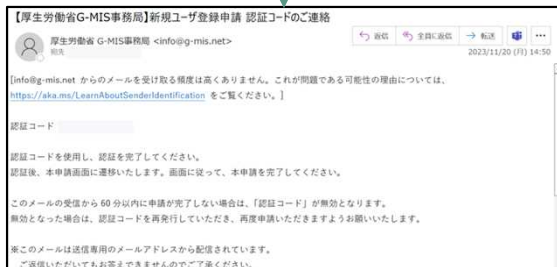 【厚生労働省G-MIS事務局】新規ユーザ登録申請 認証コードのご連絡
厚生労働省 G-MIS事務局 <info@g-mis.net>
宛先
返信 全員に返信 転送
2023/11/20 (月) 14:50
[info@g-mis.net からのメールを受け取る頻度は高くありません。これが問題である可能性の理由については、
https://aka.ms/LearnAboutSenderIdentification をご覧ください。]
認証コード
認証コードを使用し、認証を完了してください。
認証後、本申請画面に遷移いたします。画面に従って、本申請を完了してください。
このメールの受信から 60 分以内に申請が完了しない場合は、「認証コード」が無効となります。
無効となった場合は、認証コードを再発行していただき、再度申請いただきますようお願いいたします。
※このメールは送信専用のメールアドレスから配信されています。
ご返信いただいてもお答えできませんのでご了承ください。